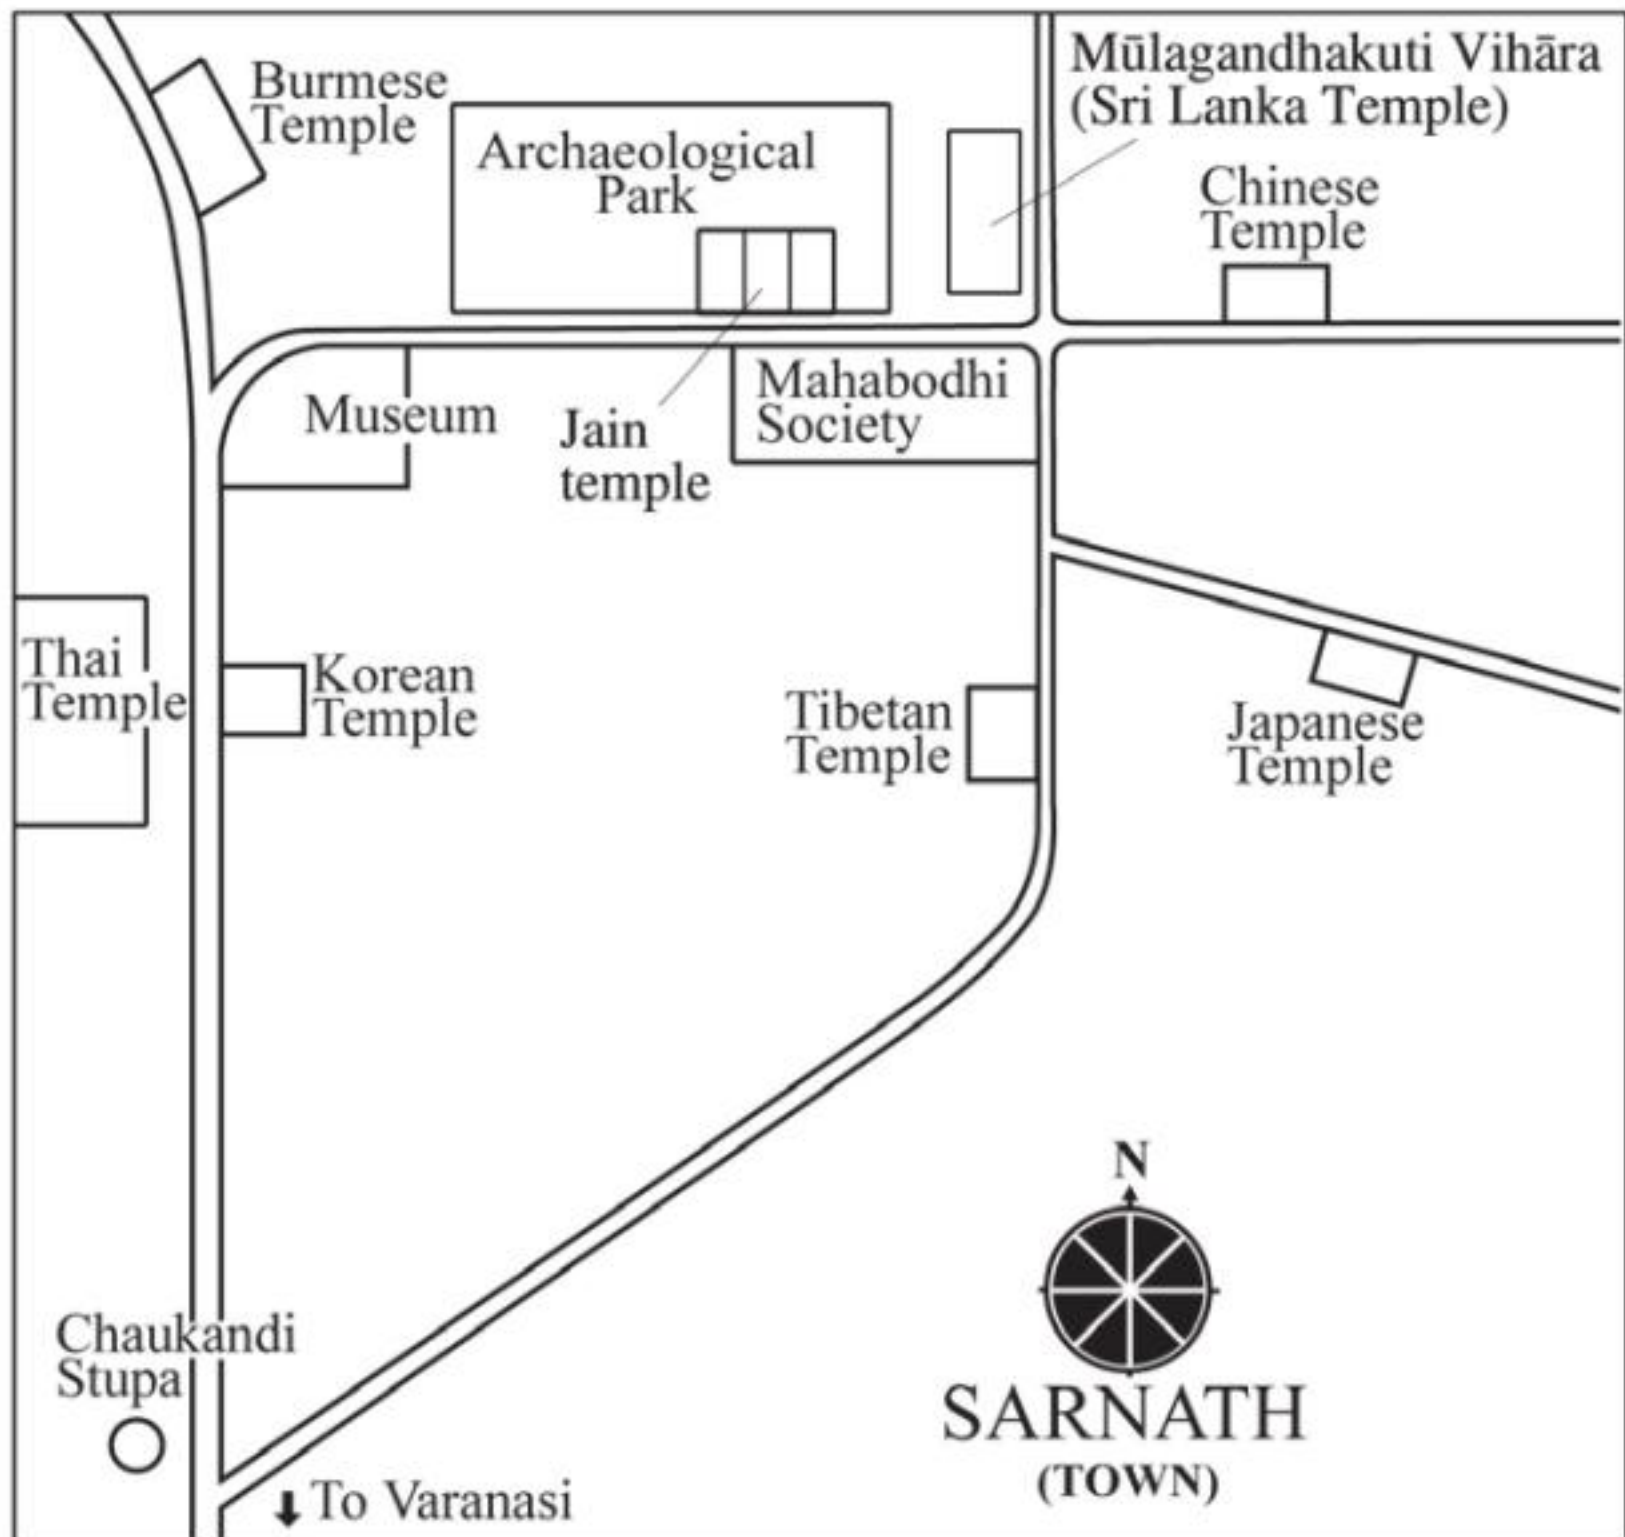 Burmese
Temple
Mūlagandhakuti Vihāra
(Sri Lanka Temple)
Archaeological
Park
Chinese
Temple
Museum
Jain
temple
Mahabodhi
Society
Thai
Temple
Korean
Temple
Tibetan
Temple
Japanese
Temple
N
SARNATH
(TOWN)
Chaukandi
Stupa
To Varanasi